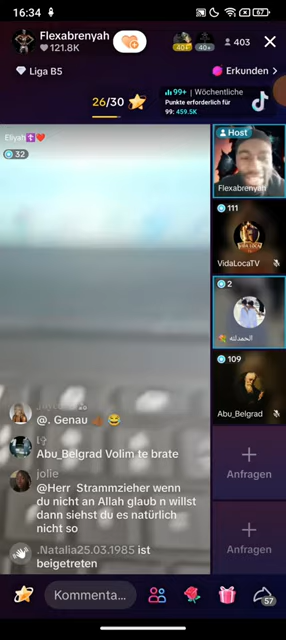 16:34
67
Flexabrenyah
121.8K
403
Liga B5
Erkunden
26/30
99+ | Wöchentliche
Punkte erforderlich für
99: 459.5K
TikTok
Eliyah✝️❤️
32
Host
Flexabrenyah
111
VidaLocaTV
2
الحمدلله
109
Abu_Belgrad
@. Genau 😂
Abu_Belgrad Volim te brate
jolie
@Herr Strammzieher wenn
du nicht an Allah glaub n willst
dann siehst du es natürlich
nicht so
.Natalia25.03.1985 ist
beigetreten
Anfragen
Anfragen
Kommenta...
57